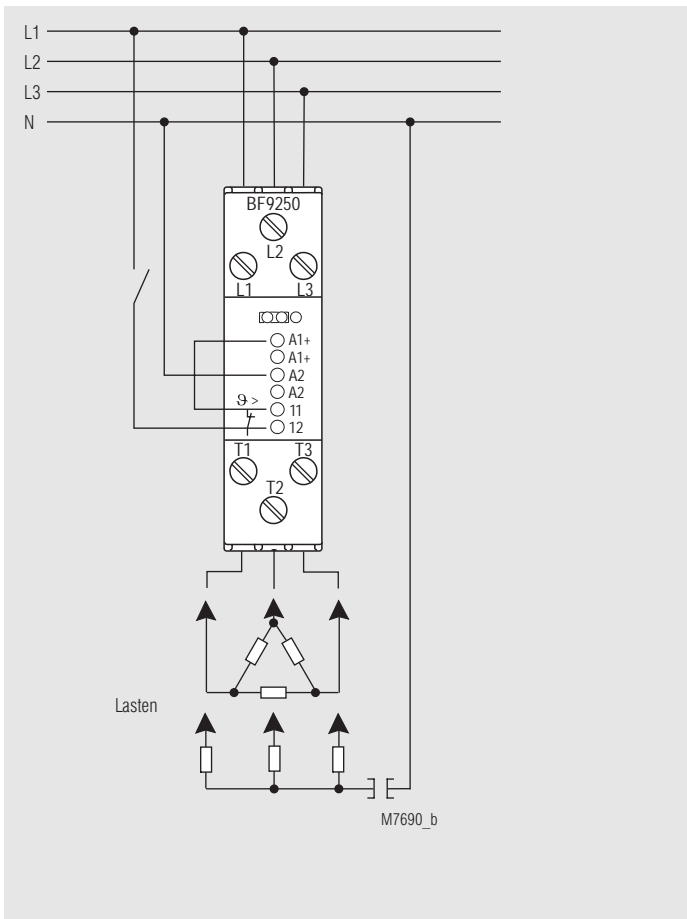 L1
L2
L3
N
BF9250
L2
L1 L3
A1+
A1+
A2
A2
ϑ > 11
12
T1 T3
T2
Lasten
M7690_b